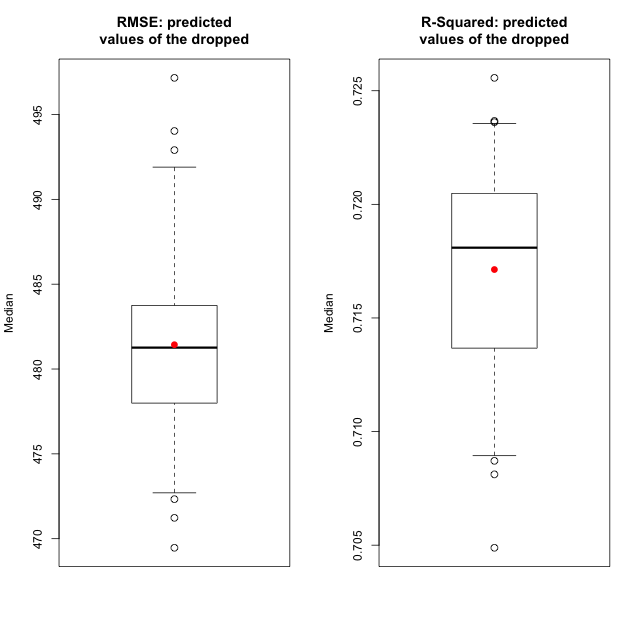 RMSE: predicted
values of the dropped
Median
495
490
485
480
475
470
R-Squared: predicted
values of the dropped
Median
0.725
0.720
0.715
0.710
0.705